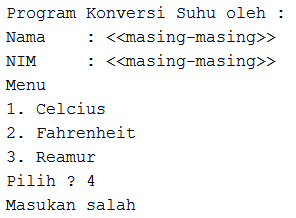 Program Konversi Suhu oleh :
Nama    : <<masing-masing>>
NIM     : <<masing-masing>>
Menu
1. Celcius
2. Fahrenheit
3. Reamur
Pilih ? 4
Masukan salah